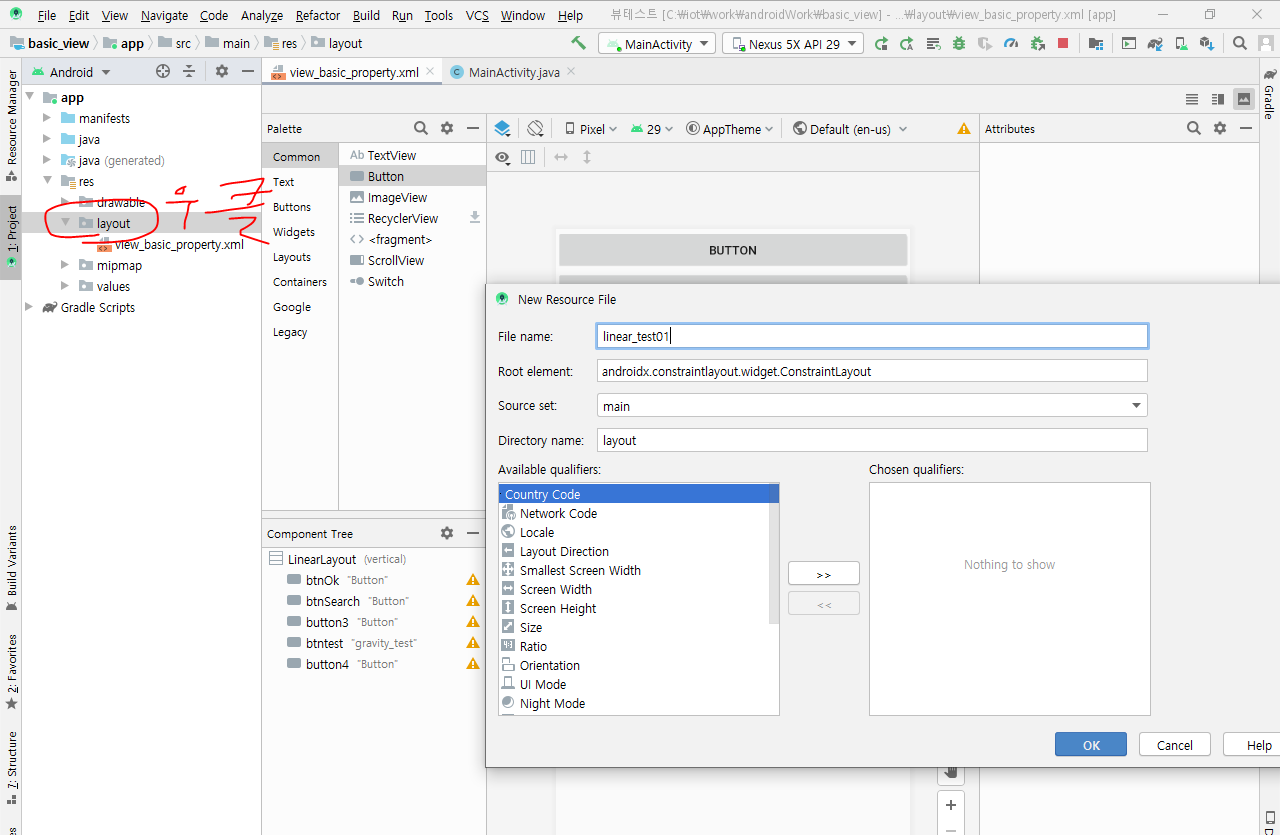 File Edit View Navigate Code Analyze Refactor Build Run Tools VCS Window Help 뷰테스트 [C:₩iot₩work₩androidWork₩basic_view] - ...₩layout₩view_basic_property.xml [app]
basic_view app src main res layout MainActivity Nexus 5X API 29
Resource Manager
1: Project
Build Variants
2: Favorites
7: Structure
Android
app
manifests
java
java (generated)
res
drawable
layout
우클
view_basic_property.xml
mipmap
values
Gradle Scripts
view_basic_property.xml MainActivity.java
Palette
Common
Text
Buttons
Widgets
Layouts
Containers
Google
Legacy
Ab TextView
Button
ImageView
RecyclerView
<fragment>
ScrollView
Switch
Pixel 29 AppTheme Default (en-us)
Attributes
Gradle
BUTTON
Component Tree
LinearLayout (vertical)
btnOk "Button"
btnSearch "Button"
button3 "Button"
btntest "gravity_test"
button4 "Button"
New Resource File
File name: linear_test01
Root element: androidx.constraintlayout.widget.ConstraintLayout
Source set: main
Directory name: layout
Available qualifiers: Chosen qualifiers:
Country Code
Network Code
Locale
Layout Direction
Smallest Screen Width
Screen Width
Screen Height
Size
Ratio
Orientation
UI Mode
Night Mode
>>
<<
Nothing to show
OK Cancel Help